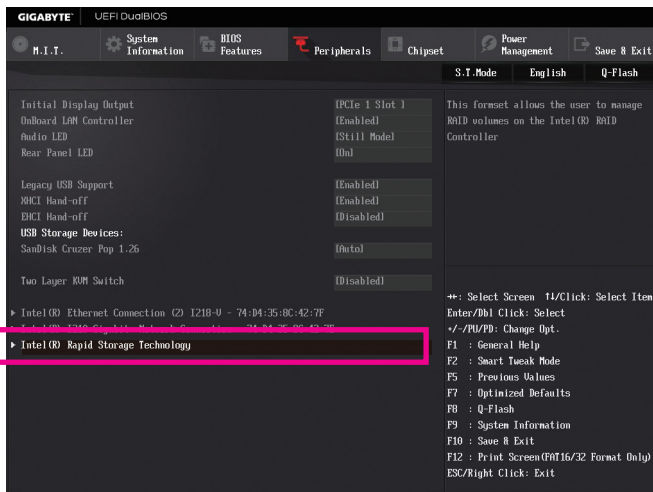 GIGABYTE™ UEFI DualBIOS
M.I.T.
System Information
BIOS Features
Peripherals
Chipset
Power Management
Save & Exit
S.T.Mode English Q-Flash
Initial Display Output [PCIe 1 Slot ]
OnBoard LAN Controller [Enabled]
Audio LED [Still Mode]
Rear Panel LED [On]
Legacy USB Support [Enabled]
XHCI Hand-off [Enabled]
EHCI Hand-off [Disabled]
USB Storage Devices:
SanDisk Cruzer Pop 1.26 [Auto]
Two Layer KVM Switch [Disabled]
Intel(R) Ethernet Connection (2) I218-V - 74:D4:35:8C:42:7F
Intel(R) Rapid Storage Technology
This formset allows the user to manage
RAID volumes on the Intel(R) RAID
Controller
→←: Select Screen ↑↓/Click: Select Item
Enter/Dbl Click: Select
+/-/PU/PD: Change Opt.
F1 : General Help
F2 : Smart Tweak Mode
F5 : Previous Values
F7 : Optimized Defaults
F8 : Q-Flash
F9 : System Information
F10 : Save & Exit
F12 : Print Screen(FAT16/32 Format Only)
ESC/Right Click: Exit